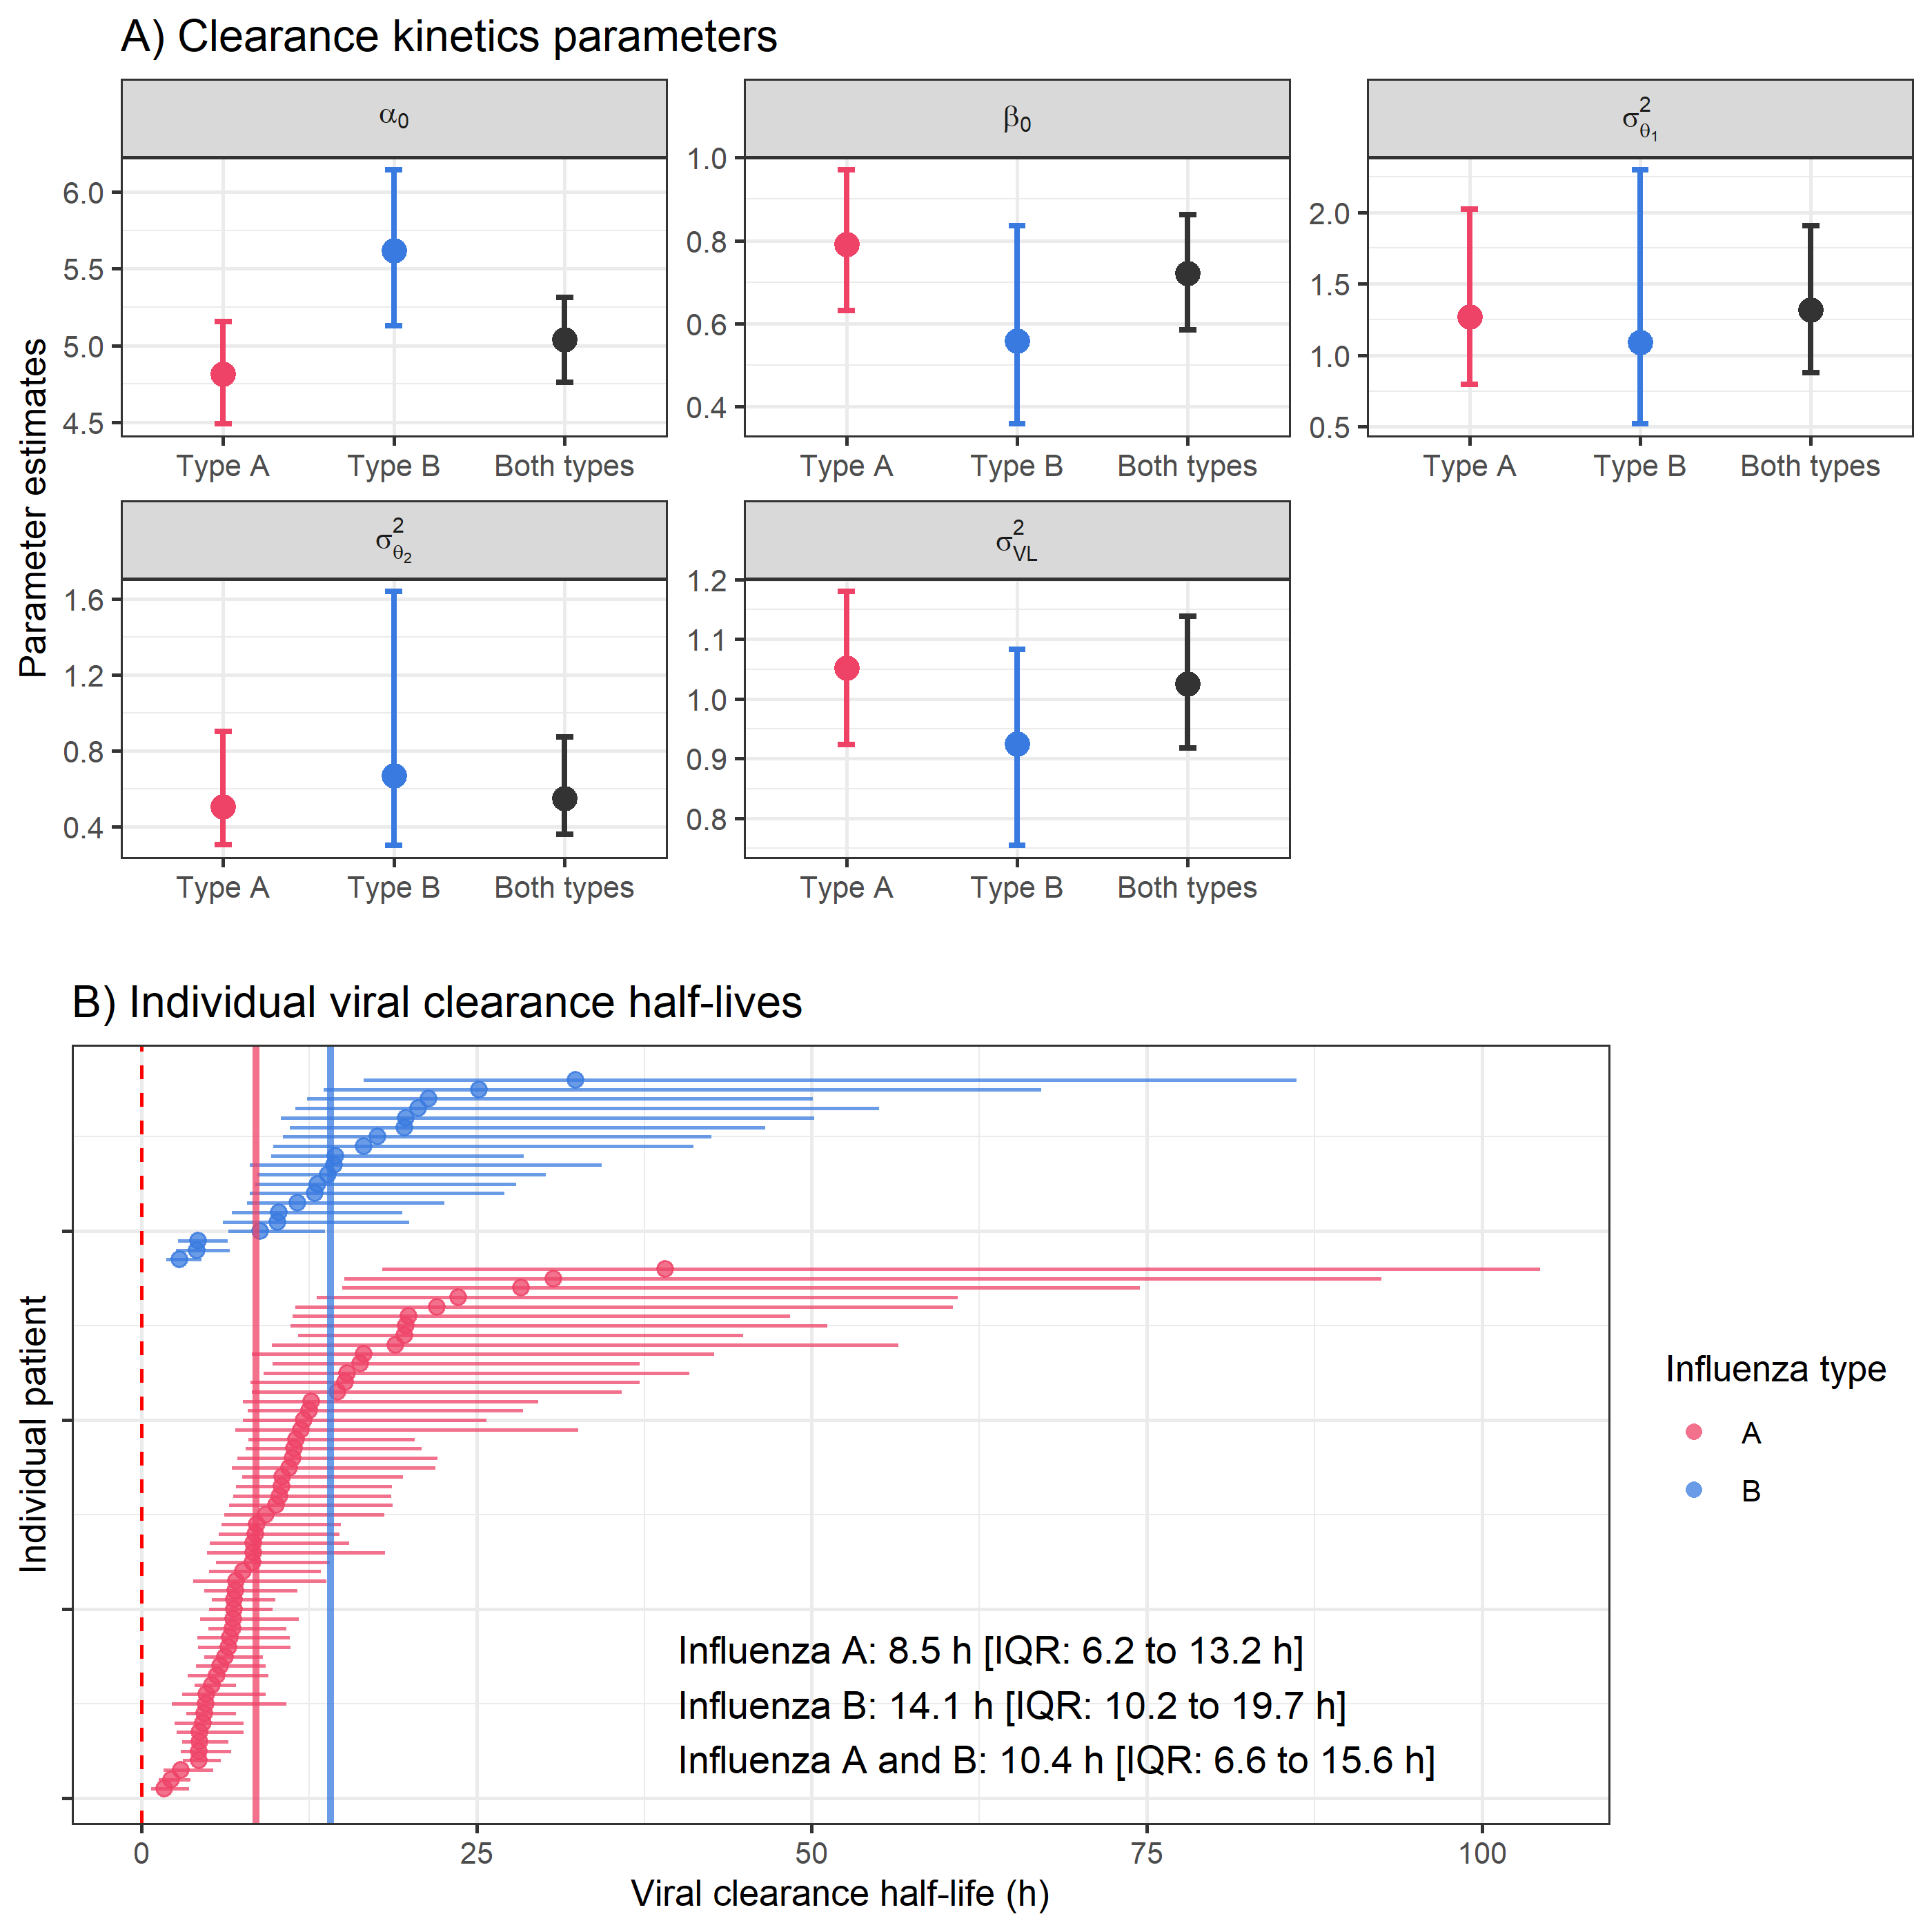 A) Clearance kinetics parameters
α0
β0
σ²θ1
6.0
5.5
5.0
4.5
1.0
0.8
0.6
0.4
2.0
1.5
1.0
0.5
Type A Type B Both types
Type A Type B Both types
Type A Type B Both types
Parameter estimates
σ²θ2
σ²VL
1.6
1.2
0.8
0.4
1.2
1.1
1.0
0.9
0.8
Type A Type B Both types
Type A Type B Both types
B) Individual viral clearance half-lives
Individual patient
Influenza A: 8.5 h [IQR: 6.2 to 13.2 h]
Influenza B: 14.1 h [IQR: 10.2 to 19.7 h]
Influenza A and B: 10.4 h [IQR: 6.6 to 15.6 h]
0 25 50 75 100
Viral clearance half-life (h)
Influenza type
A
B